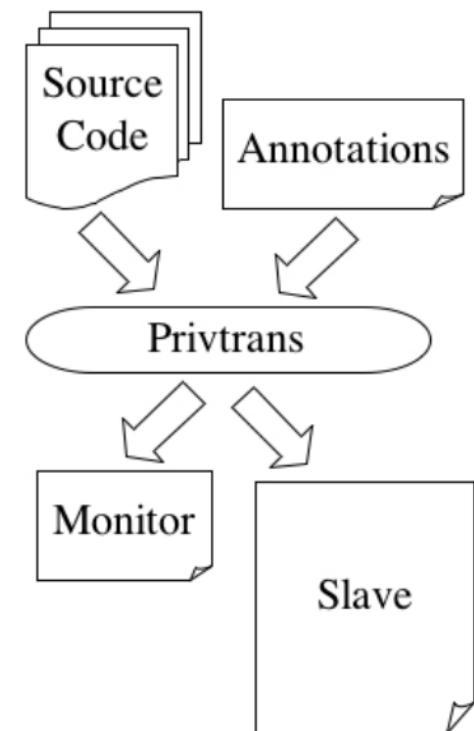 Source
Code
Annotations
Privtrans
Monitor
Slave